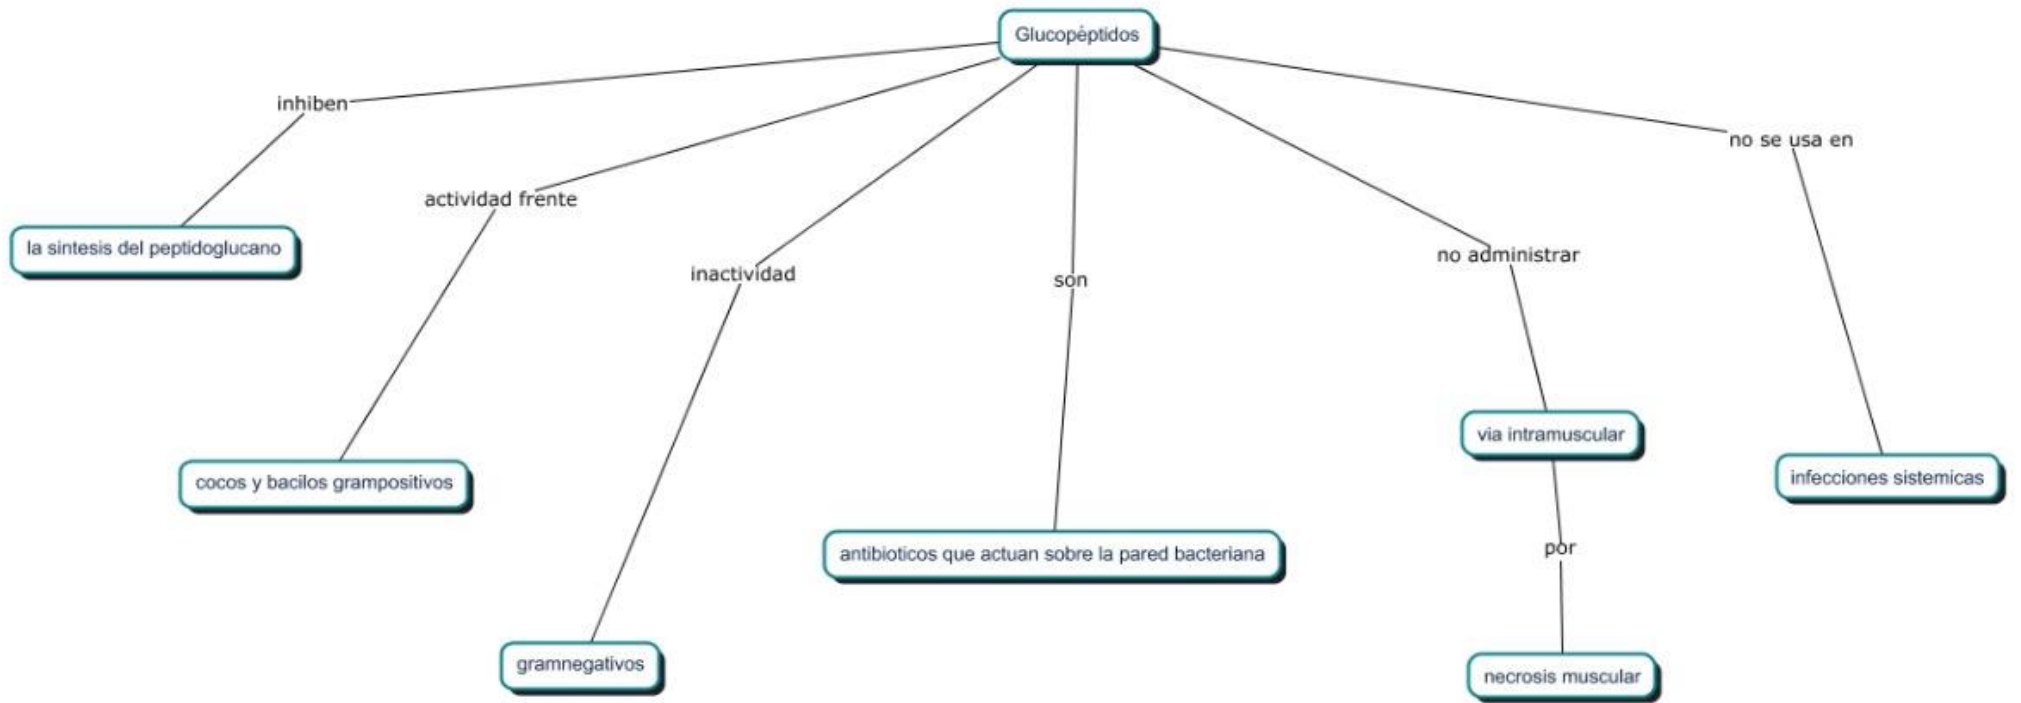 Glucopéptidos
inhiben
no se usa en
actividad frente
la sintesis del peptidoglucano
no administrar
inactividad
son
via intramuscular
infecciones sistemicas
cocos y bacilos grampositivos
por
antibioticos que actuan sobre la pared bacteriana
gramnegativos
necrosis muscular